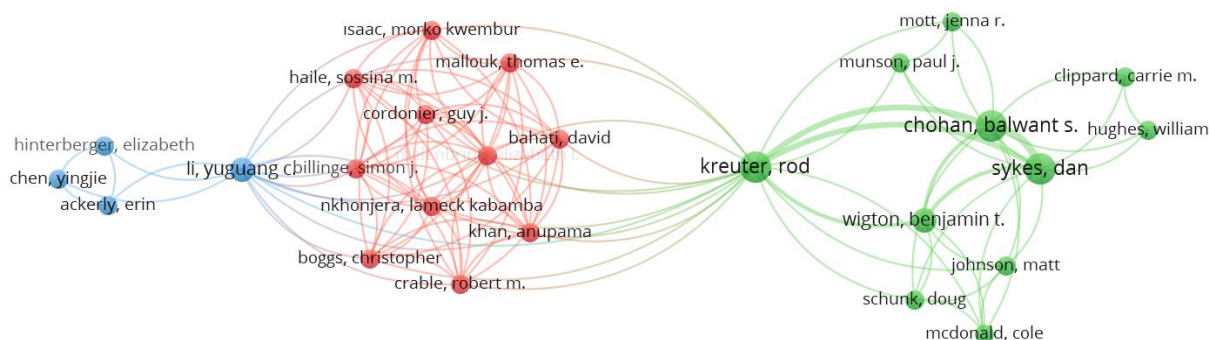 ısaac, morko kwembur
mallouk, thomas e.
haile, sossina m.
cordonier, guy j.
bahati, david
hinterberger, elizabeth
li, yuguang c.
billinge, simon j.
chen, yingjie
ackerly, erin
nkhonjera, lameck kabamba
khan, anupama
boggs, christopher
crable, robert m.
mott, jenna r.
munson, paul j.
clippard, carrie m.
chohan, balwant s.
hughes, william
kreuter, rod
sykes, dan
wigton, benjamin t.
johnson, matt
schunk, doug
mcdonald, cole